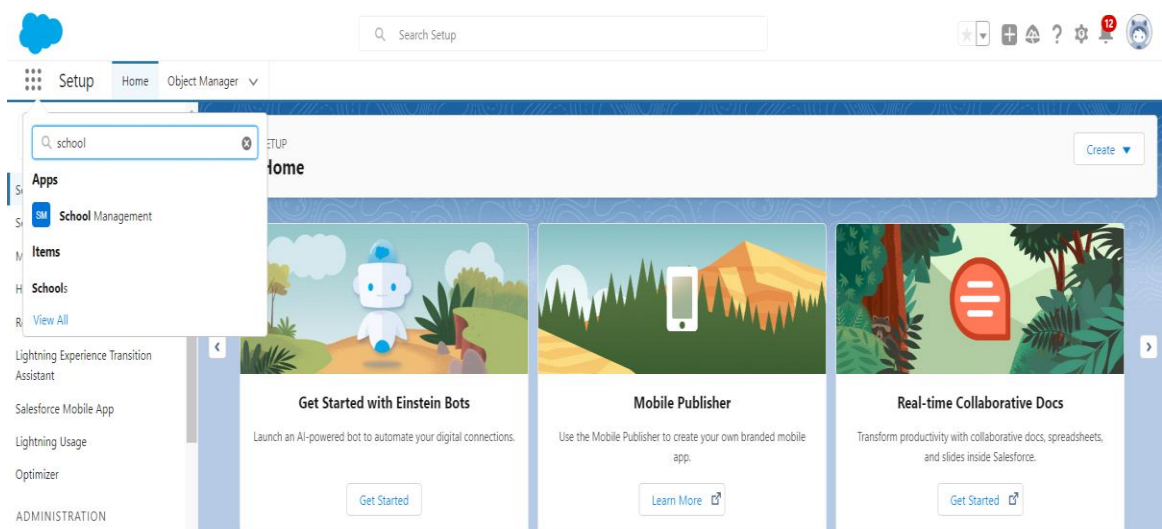 Search Setup
12
Setup
Home
Object Manager
school
Apps
SM
School Management
Items
Schools
View All
Lightning Experience Transition
Assistant
Salesforce Mobile App
Lightning Usage
Optimizer
ADMINISTRATION
ETUP
Home
Create
Get Started with Einstein Bots
Launch an AI-powered bot to automate your digital connections.
Get Started
Mobile Publisher
Use the Mobile Publisher to create your own branded mobile
app.
Learn More
Real-time Collaborative Docs
Transform productivity with collaborative docs, spreadsheets,
and slides inside Salesforce.
Get Started